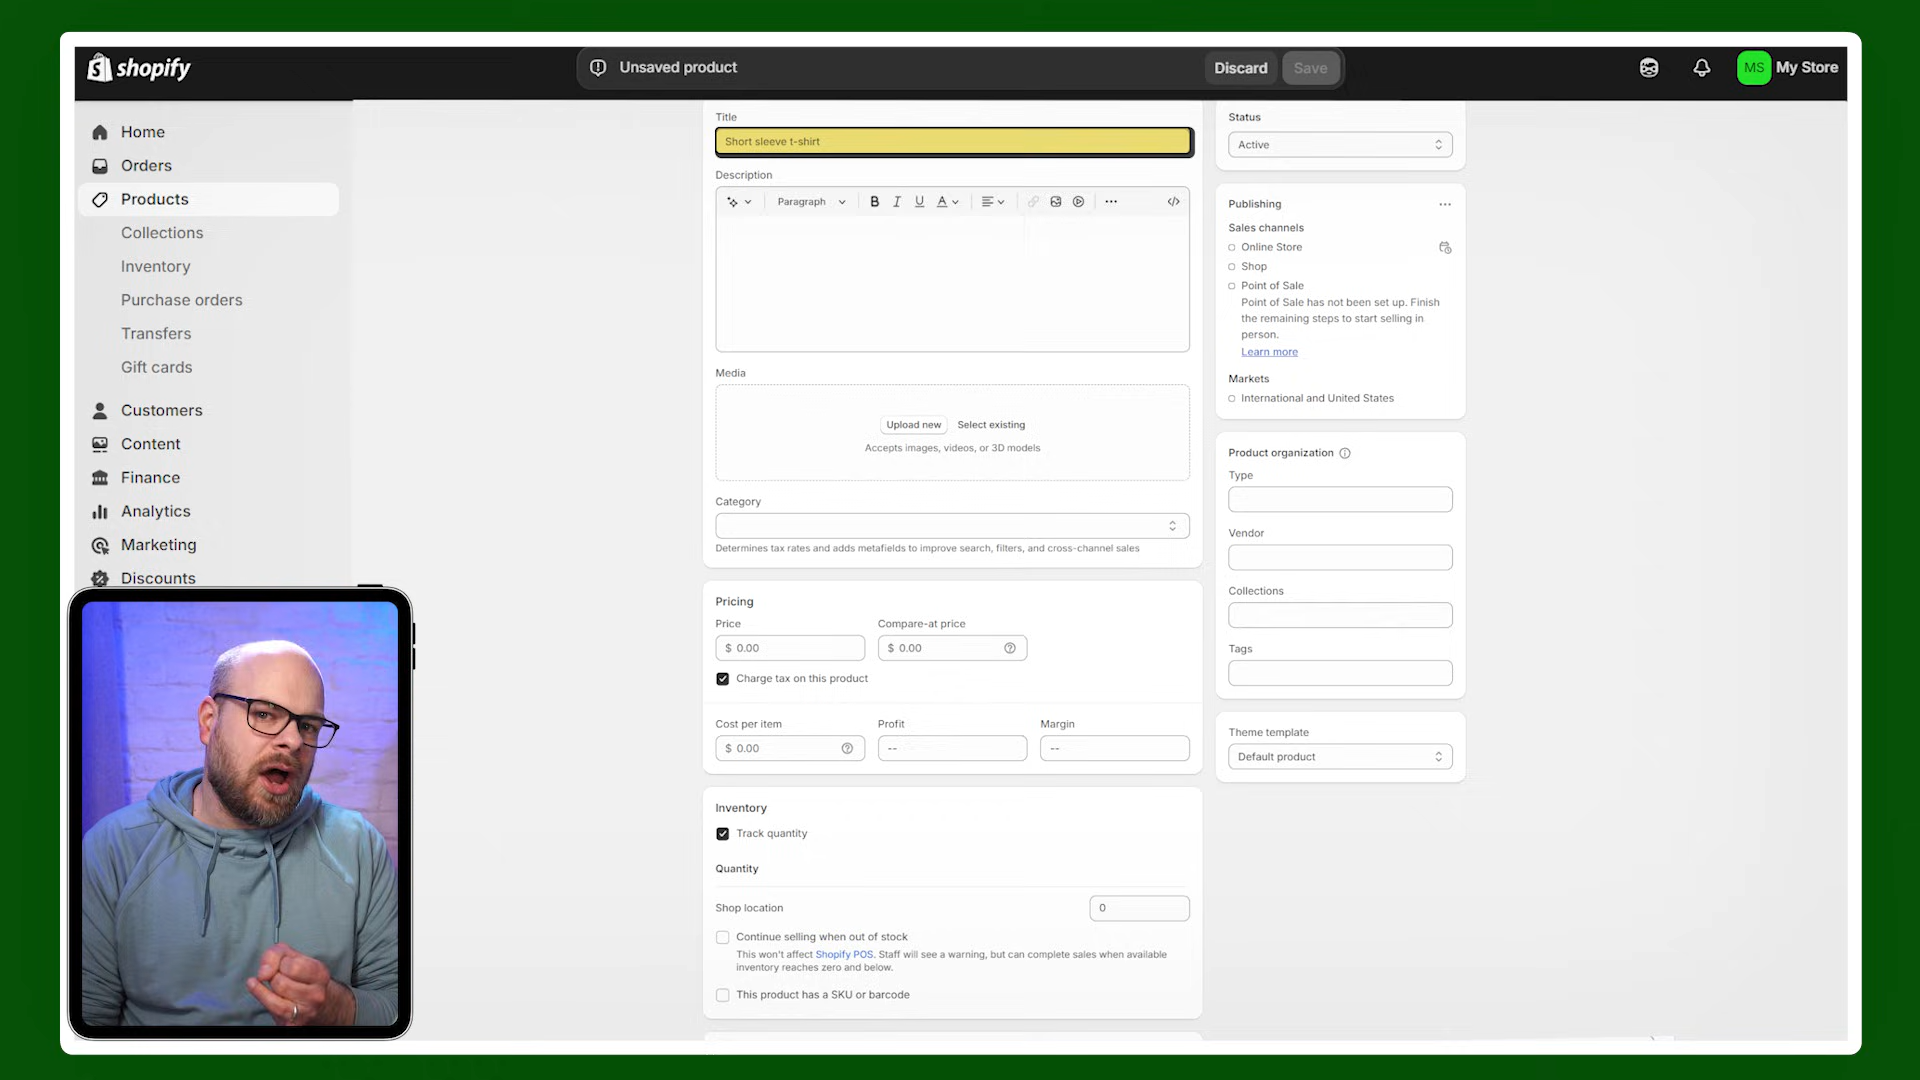 shopify
Unsaved product
Discard
Save
MS
My Store
Home
Orders
Products
Collections
Inventory
Purchase orders
Transfers
Gift cards
Customers
Content
Finance
Analytics
Marketing
Discounts
Title
Short sleeve t-shirt
Description
Paragraph
B I U A
Media
Upload new
Select existing
Accepts images, videos, or 3D models
Category
Determines tax rates and adds metafields to improve search, filters, and cross-channel sales
Pricing
Price
Compare-at price
$ 0.00
$ 0.00
Charge tax on this product
Cost per item
Profit
Margin
$ 0.00
--
--
Inventory
Track quantity
Quantity
Shop location
0
Continue selling when out of stock
This won't affect Shopify POS. Staff will see a warning, but can complete sales when available
inventory reaches zero and below.
This product has a SKU or barcode
Status
Active
Publishing
Sales channels
Online Store
Shop
Point of Sale
Point of Sale has not been set up. Finish
the remaining steps to start selling in
person.
Learn more
Markets
International and United States
Product organization
Type
Vendor
Collections
Tags
Theme template
Default product